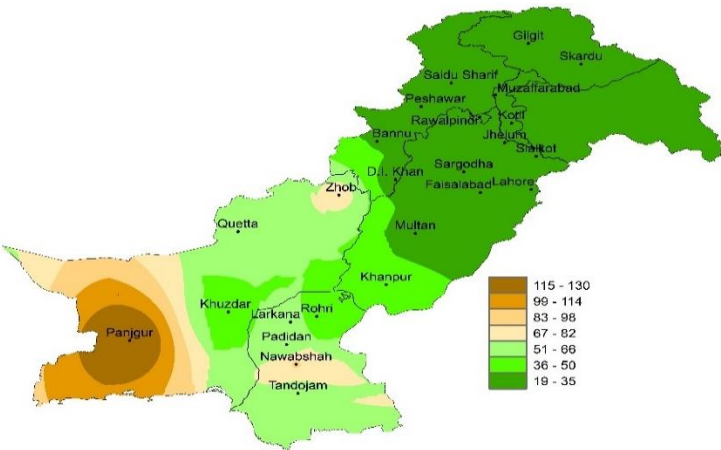 Gilgit
Skardu
Saidu Sharif
Muzaffarabad
Peshawar
Rawalpindi
Kotli
Bannu
Jhelum
Sialkot
D.I. Khan
Sargodha
Faisalabad
Lahore
Zhob
Quetta
Multan
Khanpur
Khuzdar
Larkana
Rohri
Panjgur
Padidan
Nawabshah
Tandojam
115 - 130
99 - 114
83 - 98
67 - 82
51 - 66
36 - 50
19 - 35